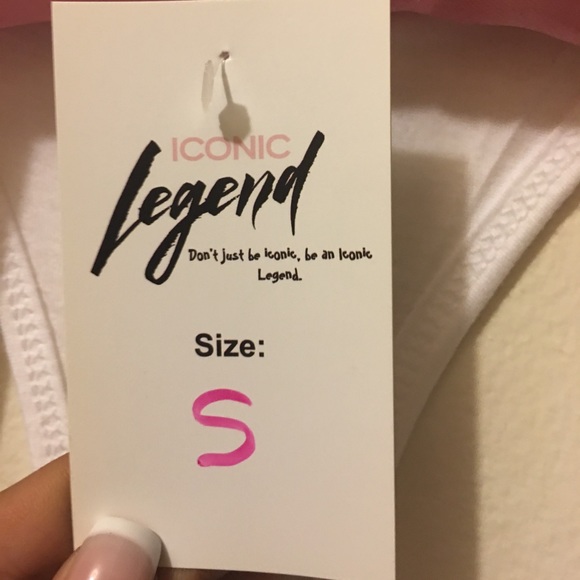 ICONIC
Legend
Don't just be iconic, be an Iconic
Legend.
Size:
S